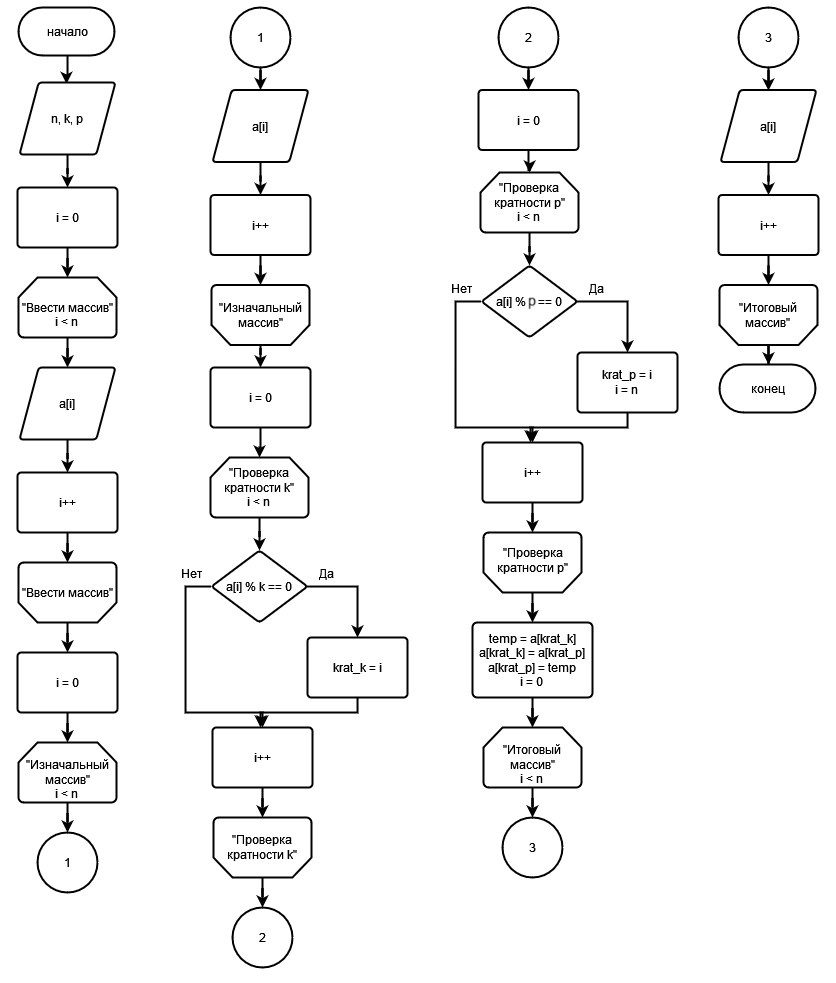 начало
n, k, p
i = 0
"Ввести массив"
i < n
a[i]
i++
"Ввести массив"
i = 0
"Изначальный
массив"
i < n
1
1
a[i]
i++
"Изначальный
массив"
i = 0
"Проверка
кратности k"
i < n
Нет
Да
a[i] % k == 0
krat_k = i
i++
"Проверка
кратности k"
2
2
i = 0
"Проверка
кратности p"
i < n
Нет
Да
a[i] % p == 0
krat_p = i
i = n
i++
"Проверка
кратности p"
temp = a[krat_k]
a[krat_k] = a[krat_p]
a[krat_p] = temp
i = 0
"Итоговый
массив"
i < n
3
3
a[i]
i++
"Итоговый
массив"
конец